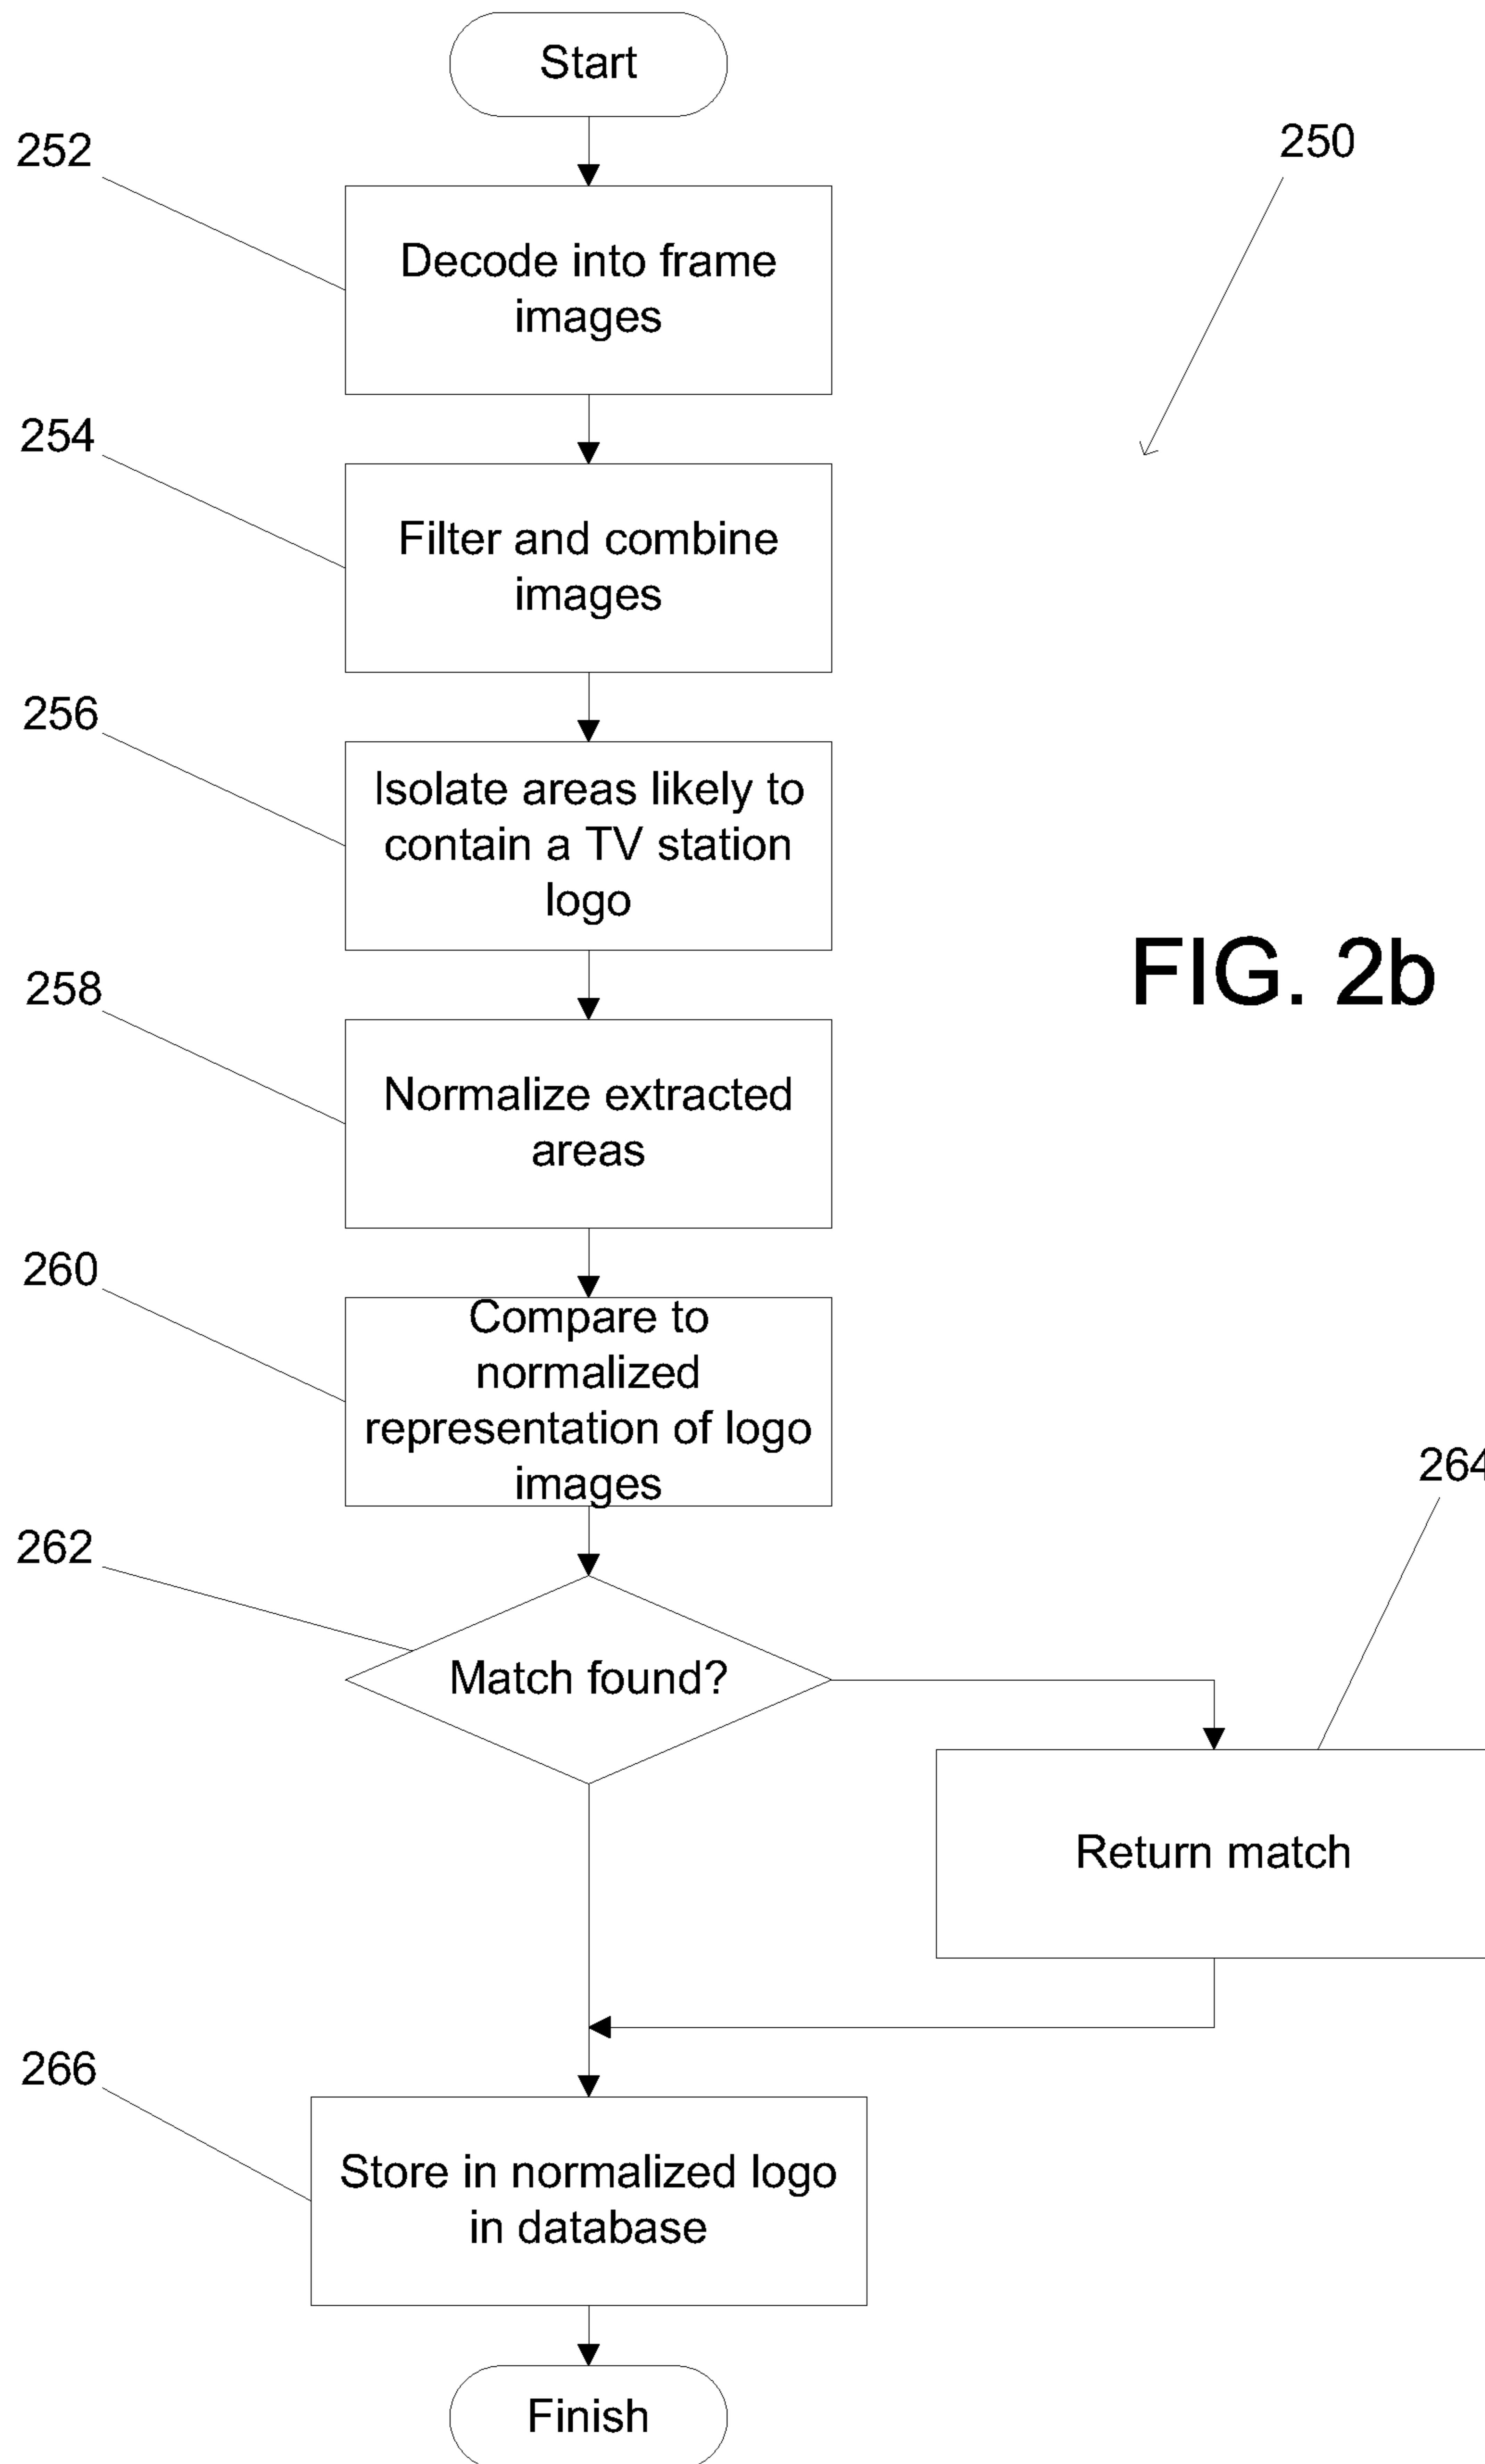 Start
252
250
Decode into frame
images
254
Filter and combine
images
256
Isolate areas likely to
contain a TV station
logo
FIG. 2b
258
Normalize extracted
areas
260
Compare to
normalized
representation of logo
images
264
262
Match found?
Return match
266
Store in normalized logo
in database
Finish